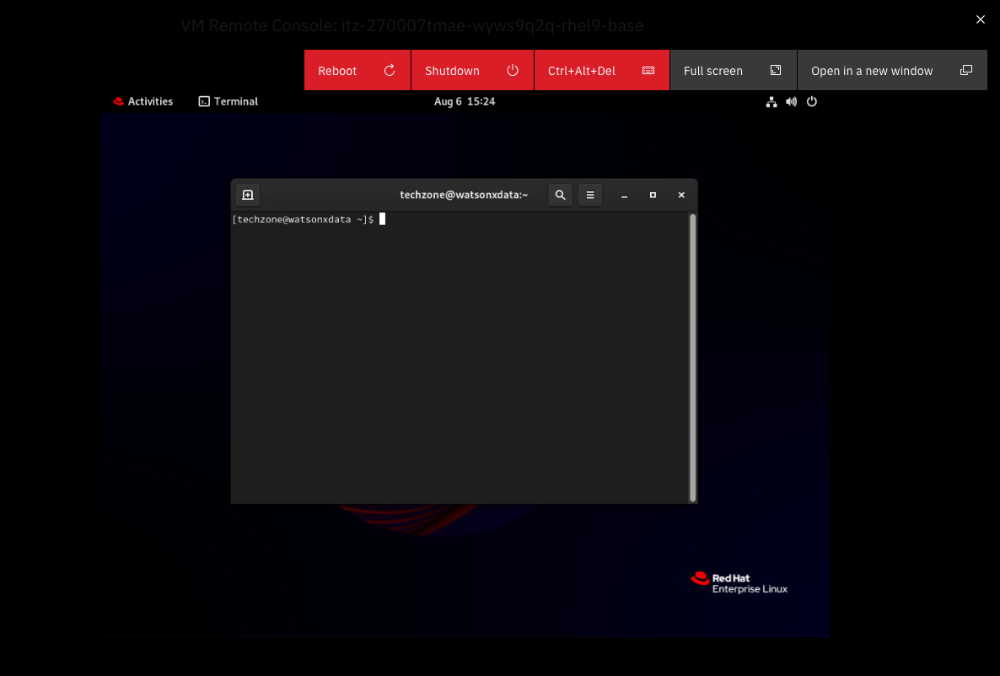 VM Remote Console: itz-270007tmae-wyws9q2q-rhel9-base
Reboot Shutdown Ctrl+Alt+Del Full screen Open in a new window
Activities Terminal Aug 6 15:24
techzone@watsonxdata:~
[techzone@watsonxdata ~]$
Red Hat
Enterprise Linux